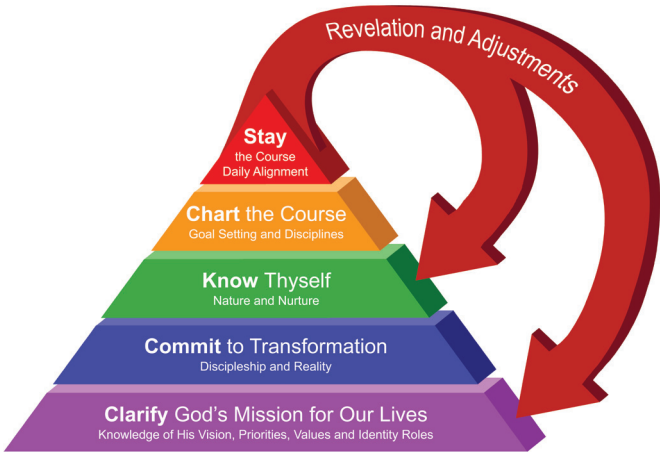 Revelation and Adjustments
Stay
the Course
Daily Alignment
Chart the Course
Goal Setting and Disciplines
Know Thyself
Nature and Nurture
Commit to Transformation
Discipleship and Reality
Clarify God’s Mission for Our Lives
Knowledge of His Vision, Priorities, Values and Identity Roles